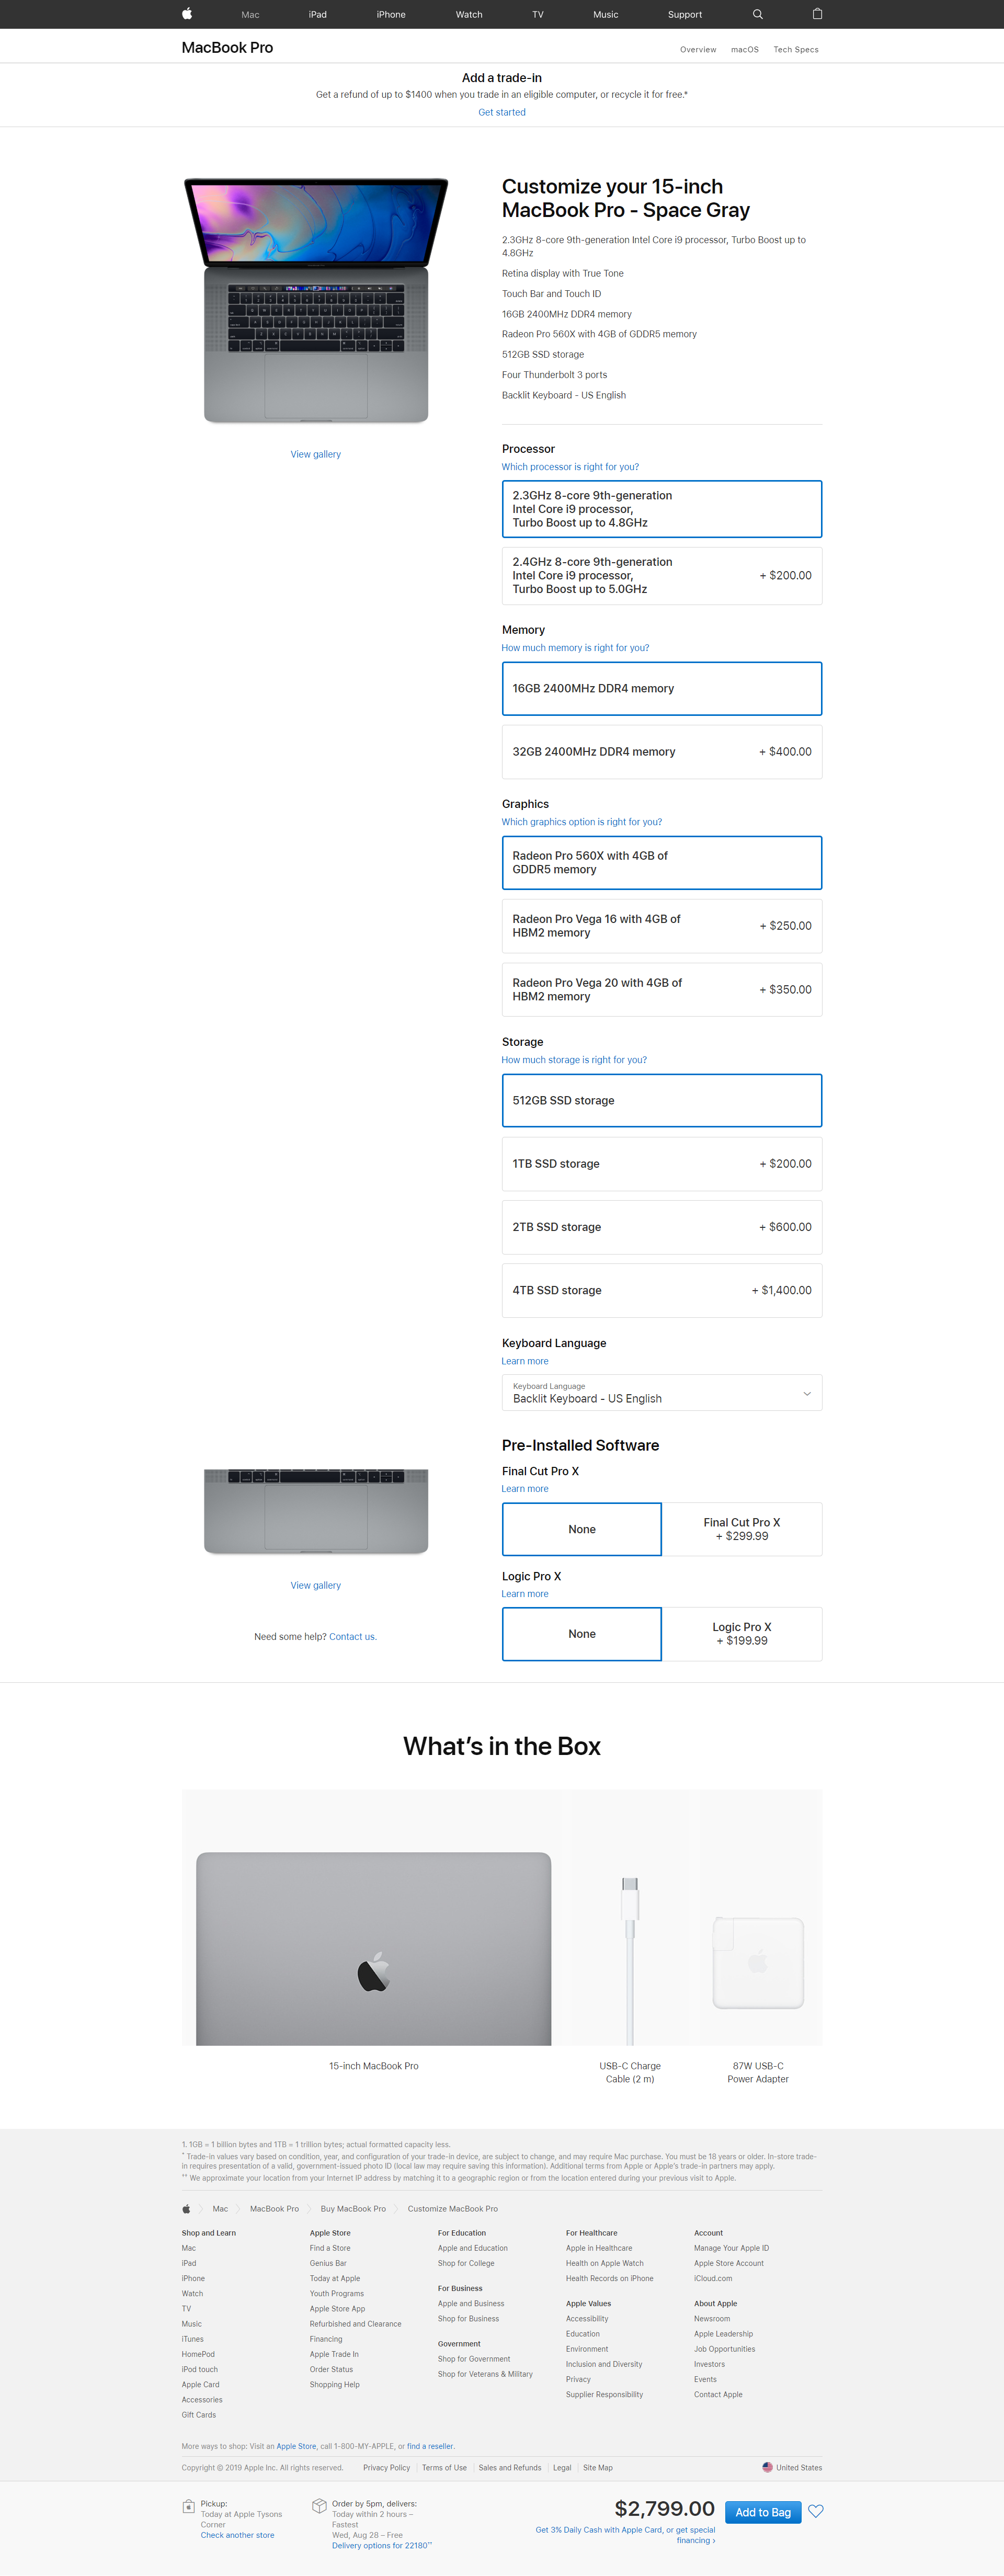 Mac
iPad
iPhone
Watch
TV
Music
Support
MacBook Pro
Overview
macOS
Tech Specs
Add a trade-in
Get a refund of up to $1400 when you trade in an eligible computer, or recycle it for free.*
Get started
Customize your 15-inch
MacBook Pro - Space Gray
2.3GHz 8-core 9th-generation Intel Core i9 processor, Turbo Boost up to
4.8GHz
Retina display with True Tone
Touch Bar and Touch ID
16GB 2400MHz DDR4 memory
Radeon Pro 560X with 4GB of GDDR5 memory
512GB SSD storage
Four Thunderbolt 3 ports
Backlit Keyboard - US English
View gallery
Processor
Which processor is right for you?
2.3GHz 8-core 9th-generation
Intel Core i9 processor,
Turbo Boost up to 4.8GHz
2.4GHz 8-core 9th-generation
Intel Core i9 processor,
Turbo Boost up to 5.0GHz
+ $200.00
Memory
How much memory is right for you?
16GB 2400MHz DDR4 memory
32GB 2400MHz DDR4 memory
+ $400.00
Graphics
Which graphics option is right for you?
Radeon Pro 560X with 4GB of
GDDR5 memory
Radeon Pro Vega 16 with 4GB of
HBM2 memory
+ $250.00
Radeon Pro Vega 20 with 4GB of
HBM2 memory
+ $350.00
Storage
How much storage is right for you?
512GB SSD storage
1TB SSD storage
+ $200.00
2TB SSD storage
+ $600.00
4TB SSD storage
+ $1,400.00
Keyboard Language
Learn more
Keyboard Language
Backlit Keyboard - US English
Pre-Installed Software
Final Cut Pro X
Learn more
None
Final Cut Pro X
+ $299.99
Logic Pro X
Learn more
None
Logic Pro X
+ $199.99
View gallery
Need some help? Contact us.
What's in the Box
15-inch MacBook Pro
USB-C Charge
Cable (2 m)
87W USB-C
Power Adapter
1. 1GB = 1 billion bytes and 1TB = 1 trillion bytes; actual formatted capacity less.
* Trade-in values vary based on condition, year, and configuration of your trade-in device, are subject to change, and may require Mac purchase. You must be 18 years or older. In-store trade-
in requires presentation of a valid, government-issued photo ID (local law may require saving this information). Additional terms from Apple or Apple's trade-in partners may apply.
** We approximate your location from your Internet IP address by matching it to a geographic region or from the location entered during your previous visit to Apple.
Mac
MacBook Pro
Buy MacBook Pro
Customize MacBook Pro
Shop and Learn
Mac
iPad
iPhone
Watch
TV
Music
iTunes
HomePod
iPod touch
Apple Card
Accessories
Gift Cards
Apple Store
Find a Store
Genius Bar
Today at Apple
Youth Programs
Apple Store App
Refurbished and Clearance
Financing
Apple Trade In
Order Status
Shopping Help
For Education
Apple and Education
Shop for College
For Business
Apple and Business
Shop for Business
Government
Shop for Government
Shop for Veterans & Military
For Healthcare
Apple in Healthcare
Health on Apple Watch
Health Records on iPhone
Apple Values
Accessibility
Education
Environment
Inclusion and Diversity
Privacy
Supplier Responsibility
Account
Manage Your Apple ID
Apple Store Account
iCloud.com
About Apple
Newsroom
Apple Leadership
Job Opportunities
Investors
Events
Contact Apple
More ways to shop: Visit an Apple Store, call 1-800-MY-APPLE, or find a reseller.
Copyright © 2019 Apple Inc. All rights reserved.
Privacy Policy
Terms of Use
Sales and Refunds
Legal
Site Map
United States
Pickup:
Today at Apple Tysons
Corner
Check another store
Order by 5pm, delivers:
Today within 2 hours –
Fastest
Wed, Aug 28 – Free
Delivery options for 22180**
$2,799.00
Get 3% Daily Cash with Apple Card, or get special
financing ›
Add to Bag